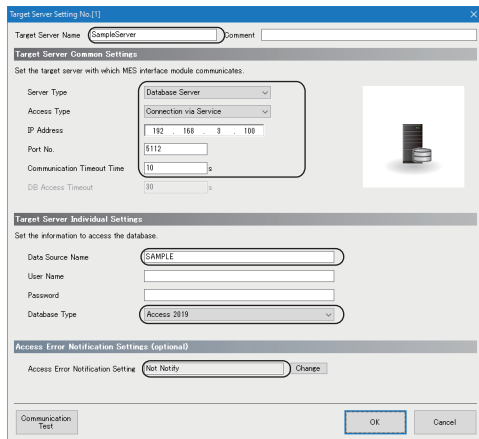 Target Server Setting No.[1]
Target Server Name SampleServer Comment
Target Server Common Settings
Set the target server with which MES interface module communicates.
Server Type Database Server
Access Type Connection via Service
IP Address 192 . 168 . 3 . 100
Port No. 5112
Communication Timeout Time 10 s
DB Access Timeout 30 s
Target Server Individual Settings
Set the information to access the database.
Data Source Name SAMPLE
User Name
Password
Database Type Access 2019
Access Error Notification Settings (optional)
Access Error Notification Setting Not Notify Change
Communication
Test
OK Cancel